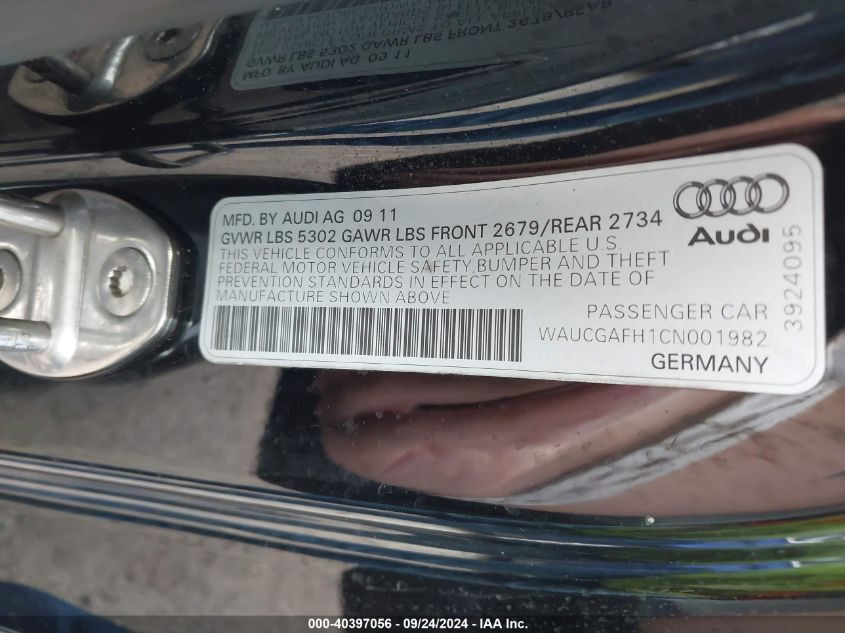 MFD. BY AUDI AG 09 11
GVWR LBS 5302 GAWR LBS FRONT 2679/REAR 2734
THIS VEHICLE CONFORMS TO ALL APPLICABLE U.S.
FEDERAL MOTOR VEHICLE SAFETY,BUMPER AND THEFT
PREVENTION STANDARDS IN EFFECT ON THE DATE OF
MANUFACTURE SHOWN ABOVE
Audi
3924095
PASSENGER CAR
WAUCGAFH1CN001982
GERMANY
000-40397056 - 09/24/2024 - IAA Inc.